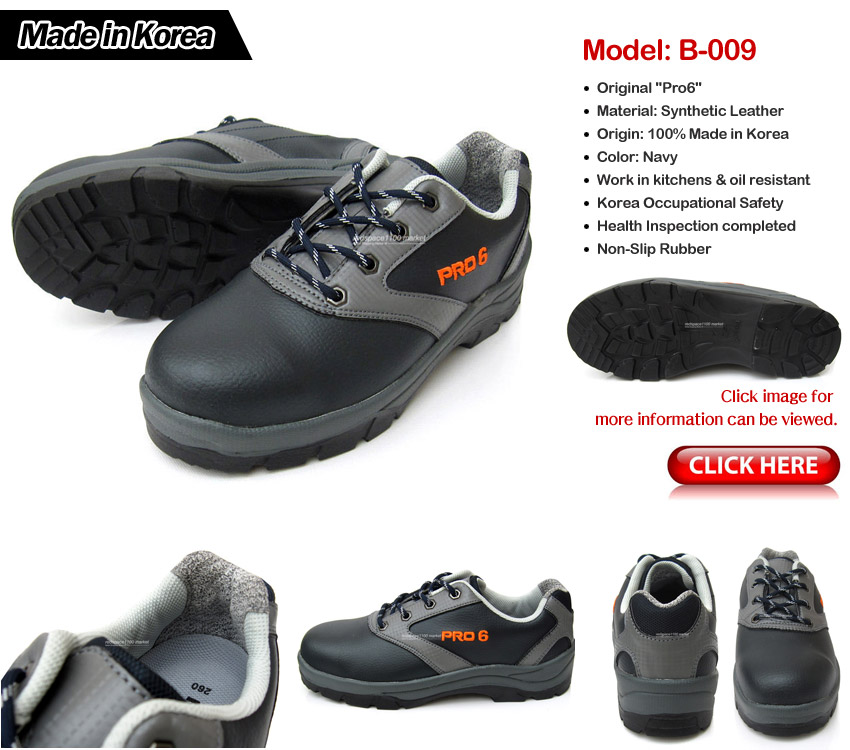 Made in Korea
Model: B-009
Original "Pro6"
Material: Synthetic Leather
Origin: 100% Made in Korea
Color: Navy
Work in kitchens & oil resistant
Korea Occupational Safety
Health Inspection completed
Non-Slip Rubber
PRO 6
Click image for
more information can be viewed.
CLICK HERE
260
PRO 6